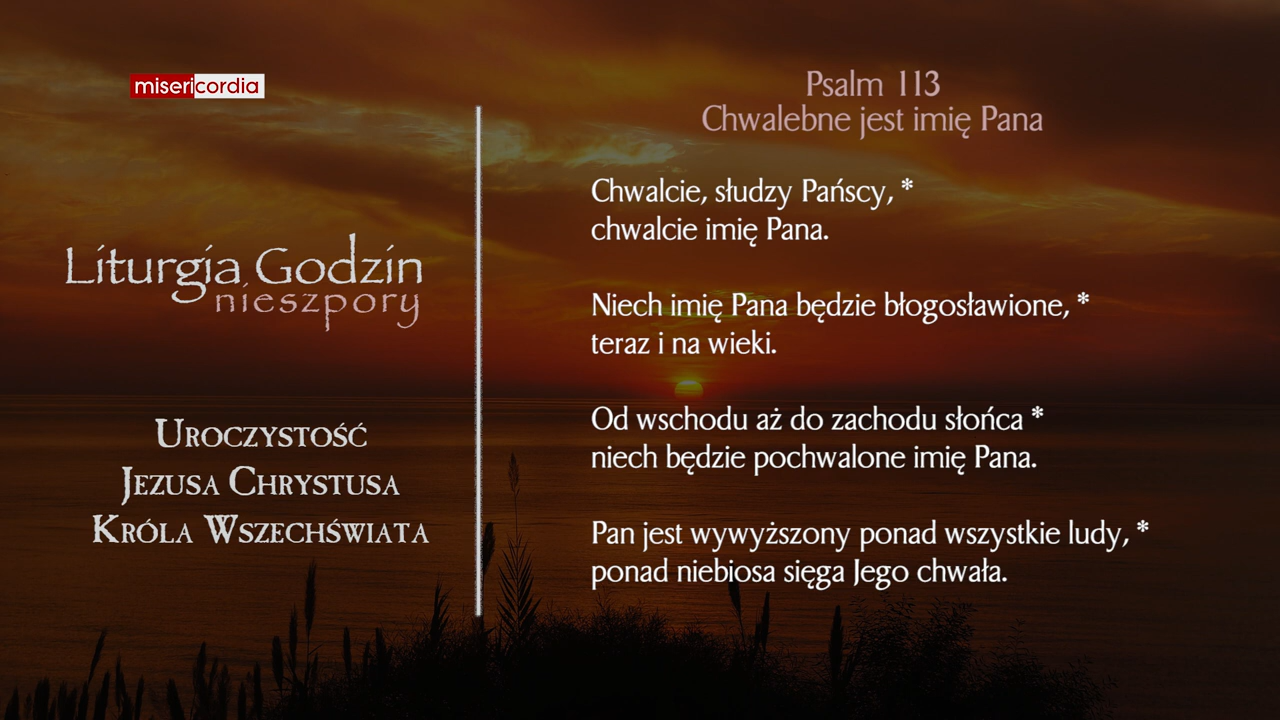 misericordia
Liturgia Godzin
nieszpory
Uroczystość
Jezusa Chrystusa
Króla Wszechświata
Psalm 113
Chwalebne jest imię Pana
Chwalcie, słudzy Pańscy, *
chwalcie imię Pana.
Niech imię Pana będzie błogosławione, *
teraz i na wieki.
Od wschodu aż do zachodu słońca *
niech będzie pochwalone imię Pana.
Pan jest wywyższony ponad wszystkie ludy, *
ponad niebiosa sięga Jego chwała.